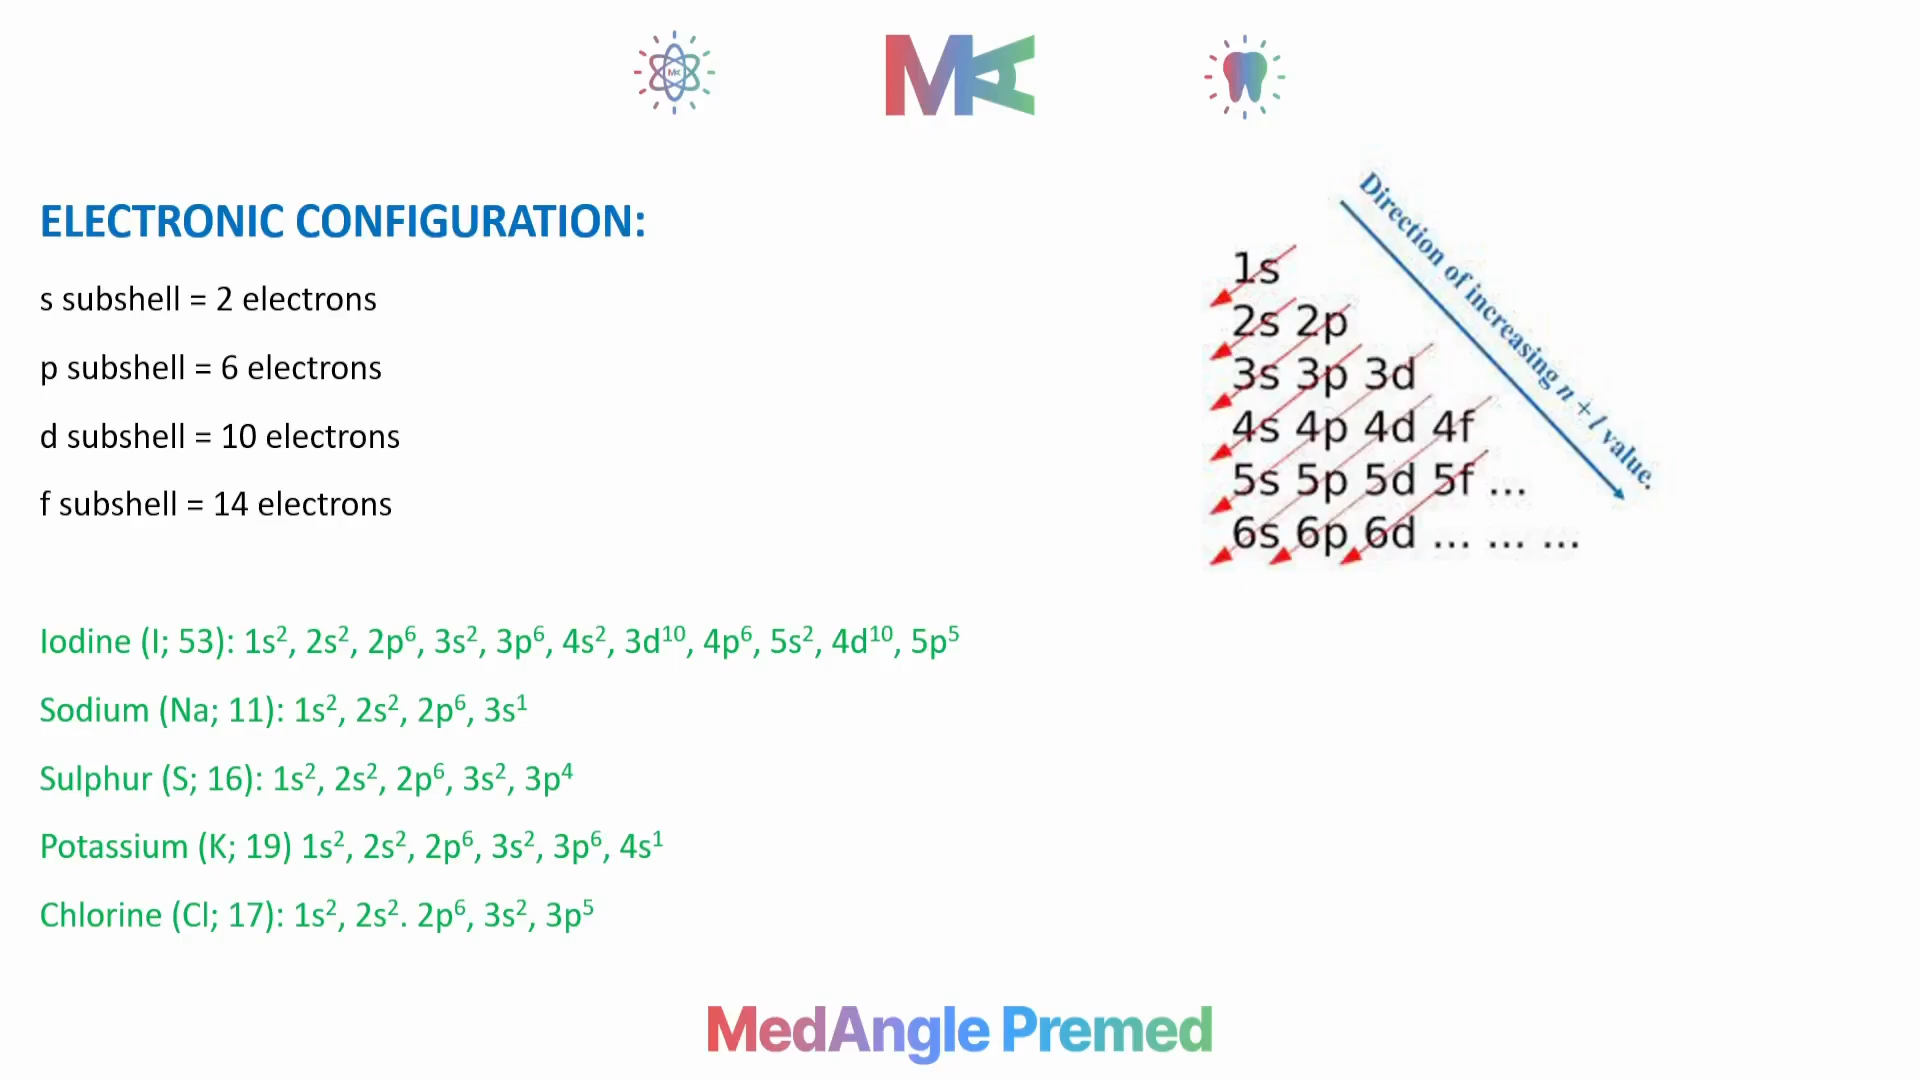 MA
ELECTRONIC CONFIGURATION:
s subshell = 2 electrons
p subshell = 6 electrons
d subshell = 10 electrons
f subshell = 14 electrons
Direction of increasing n + l value.
1s
2s 2p
3s 3p 3d
4s 4p 4d 4f
5s 5p 5d 5f ...
6s 6p 6d ... ... ...
Iodine (I; 53): 1s², 2s², 2p⁶, 3s², 3p⁶, 4s², 3d¹⁰, 4p⁶, 5s², 4d¹⁰, 5p⁵
Sodium (Na; 11): 1s², 2s², 2p⁶, 3s¹
Sulphur (S; 16): 1s², 2s², 2p⁶, 3s², 3p⁴
Potassium (K; 19) 1s², 2s², 2p⁶, 3s², 3p⁶, 4s¹
Chlorine (Cl; 17): 1s², 2s². 2p⁶, 3s², 3p⁵
MedAngle Premed